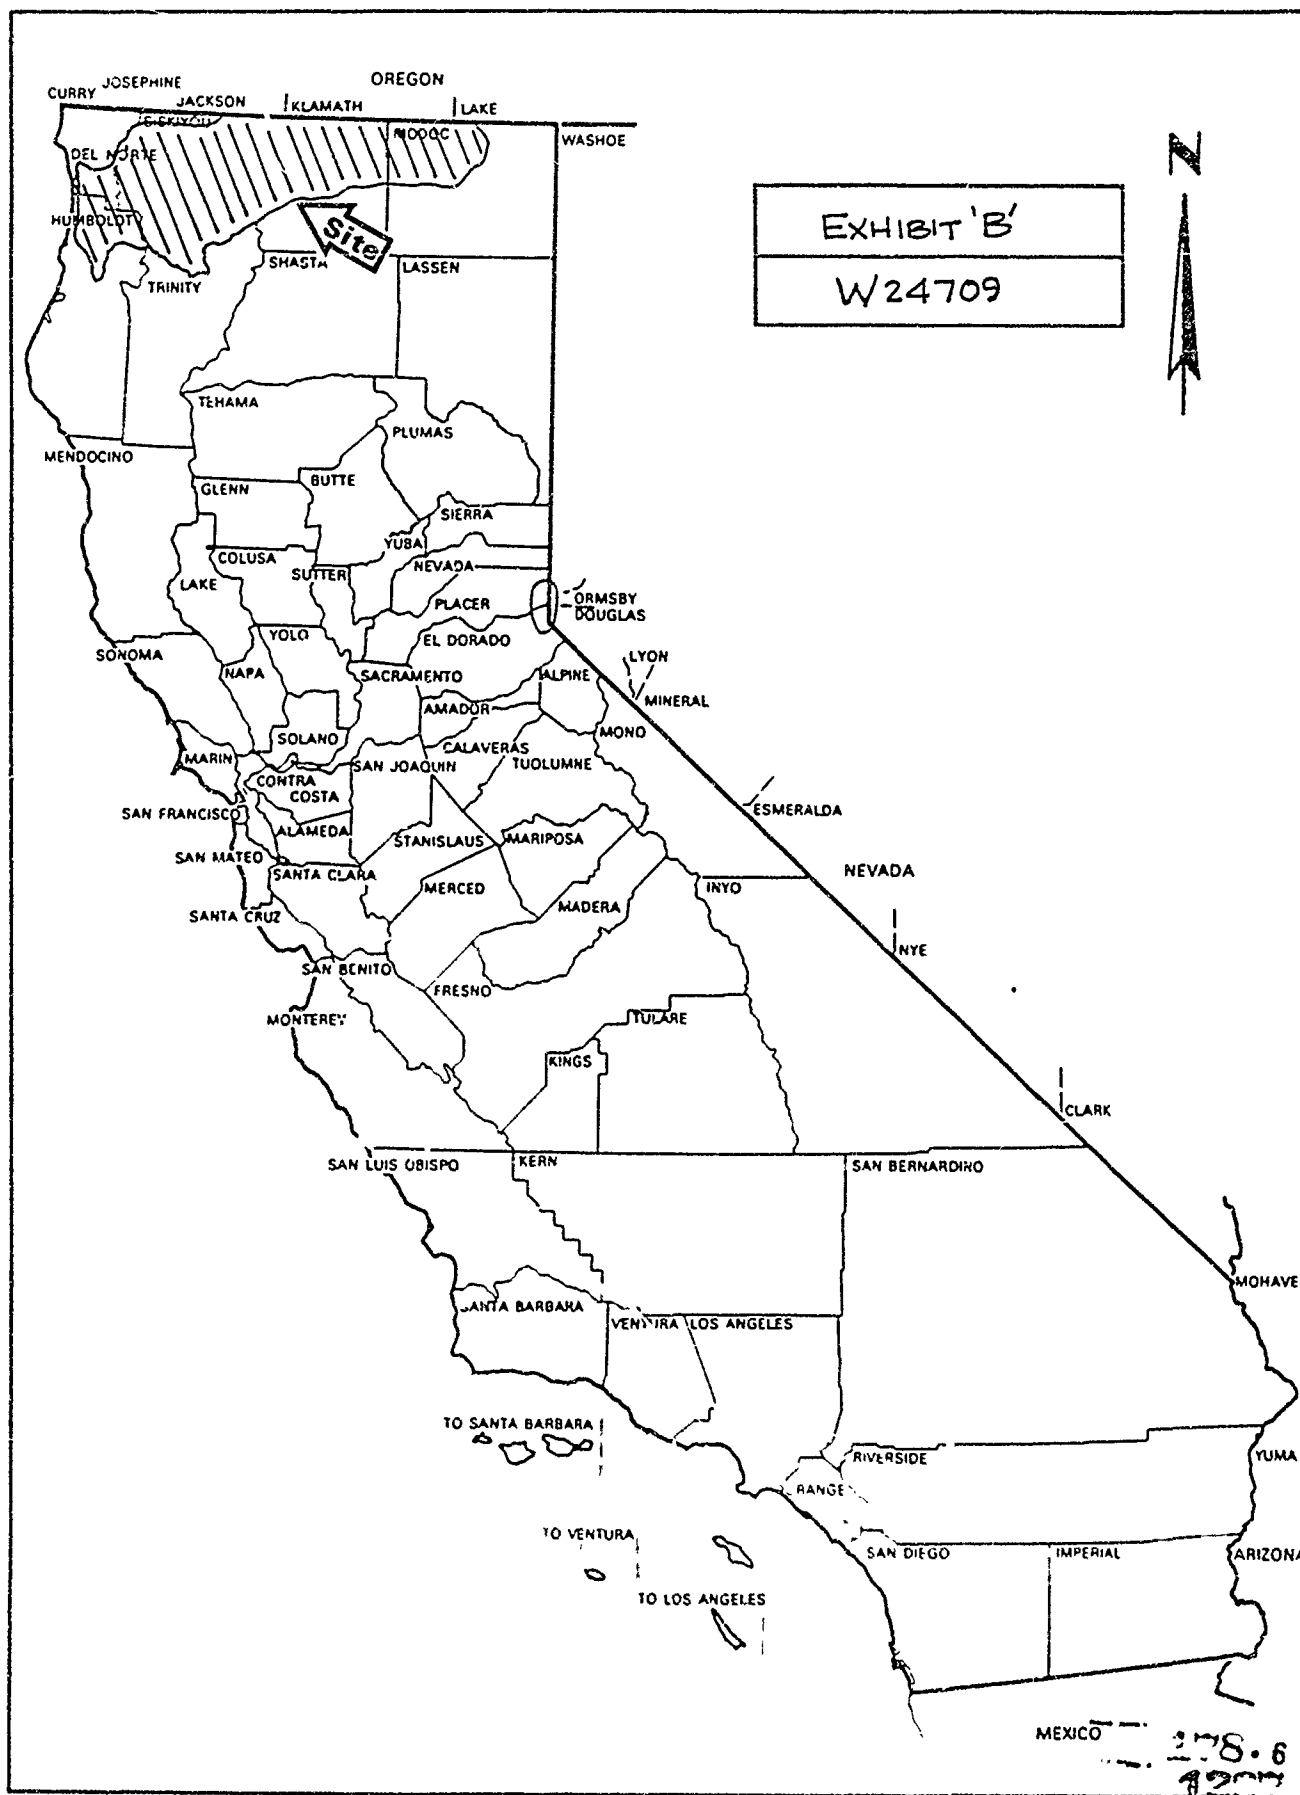 OREGON
JOSEPHINE
CURRY
JACKSON
KLAMATH
LAKE
SISKIYOU
MODOC
WASHOE
DEL NORTE
N
HUMBOLDT
Site
EXHIBIT 'B'
W 24709
SHASTA
LASSEN
TRINITY
TEHAMA
PLUMAS
MENDOCINO
GLENN
BUTTE
SIERRA
YUBA
COLUSA
NEVADA
SUTTER
LAKE
PLACER
ORMSBY
DOUGLAS
YOLO
EL DORADO
SONOMA
LYON
NAPA
SACRAMENTO
ALPINE
MINERAL
AMADOR
MONO
SOLANO
CALAVERAS
MARIN
SAN JOAQUIN
TUOLUMNE
CONTRA
COSTA
SAN FRANCISCO
ESMERALDA
ALAMEDA
STANISLAUS
MARIPOSA
SAN MATEO
SANTA CLARA
NEVADA
MERCED
INYO
MADERA
SANTA CRUZ
NYE
SAN BENITO
FRESNO
MONTEREY
TULARE
KINGS
CLARK
SAN LUIS OBISPO
KERN
SAN BERNARDINO
MOHAVE
SANTA BARBARA
VENTURA
LOS ANGELES
TO SANTA BARBARA
RIVERSIDE
YUMA
RANGE
TO VENTURA
SAN DIEGO
IMPERIAL
ARIZONA
TO LOS ANGELES
MEXICO